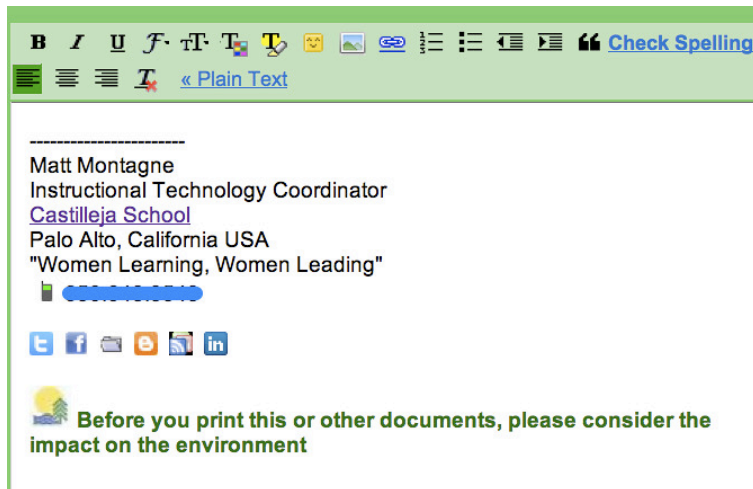 B I U F TT T T Check Spelling
« Plain Text
-----------------------
Matt Montagne
Instructional Technology Coordinator
Castilleja School
Palo Alto, California USA
"Women Learning, Women Leading"
Before you print this or other documents, please consider the
impact on the environment